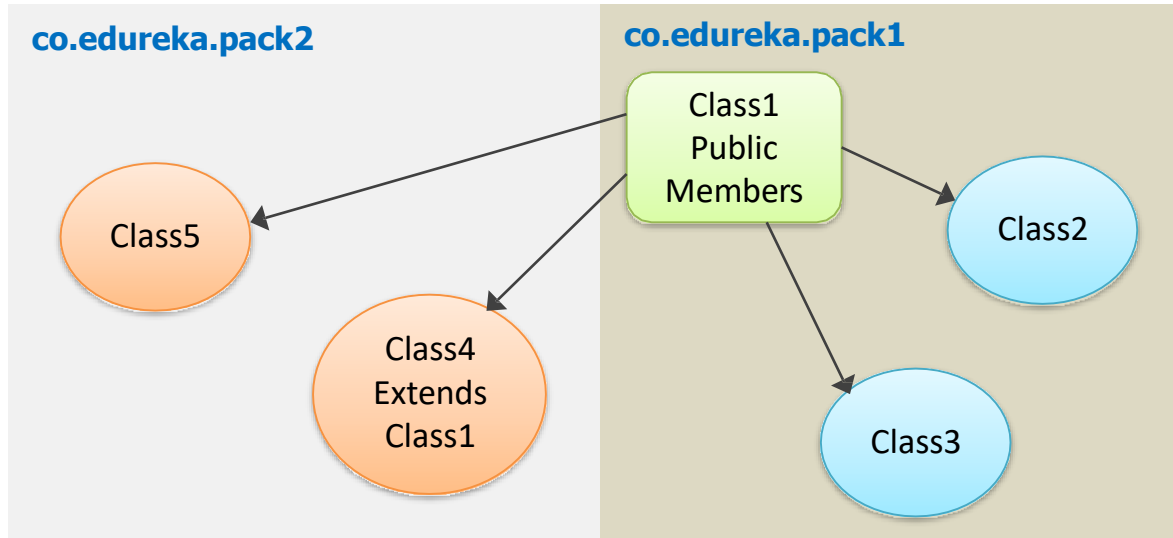 co.edureka.pack2
co.edureka.pack1
Class1
Public
Members
Class5
Class2
Class4
Extends
Class1
Class3